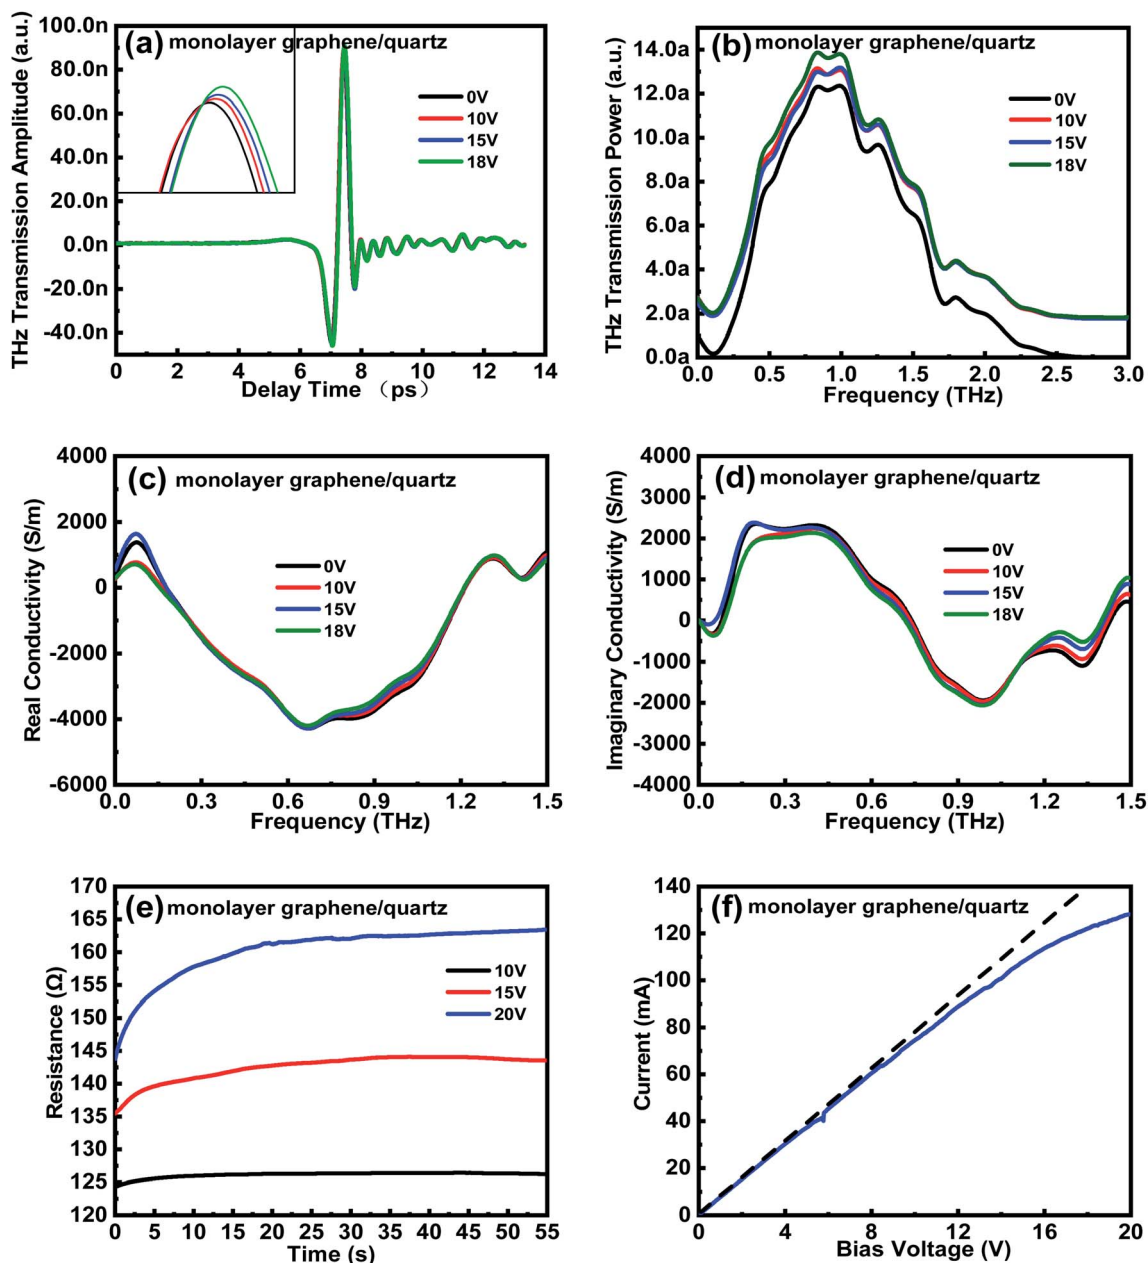 (a) monolayer graphene/quartz
THz Transmission Amplitude (a.u.)
100.0n
80.0n
60.0n
40.0n
20.0n
0.0n
-20.0n
-40.0n
0V
10V
15V
18V
0 2 4 6 8 10 12 14
Delay Time （ps）
(b) monolayer graphene/quartz
THz Transmission Power (a.u.)
14.0a
12.0a
10.0a
8.0a
6.0a
4.0a
2.0a
0.0a
0V
10V
15V
18V
0.0 0.5 1.0 1.5 2.0 2.5 3.0
Frequency (THz)
(c) monolayer graphene/quartz
Real Conductivity (S/m)
4000
2000
0
-2000
-4000
-6000
0V
10V
15V
18V
0.0 0.3 0.6 0.9 1.2 1.5
Frequency (THz)
(d) monolayer graphene/quartz
Imaginary Conductivity (S/m)
4000
3000
2000
1000
0
-1000
-2000
-3000
-4000
0V
10V
15V
18V
0.0 0.3 0.6 0.9 1.2 1.5
Frequency (THz)
(e) monolayer graphene/quartz
Resistance (Ω)
170
165
160
155
150
145
140
135
130
125
120
10V
15V
20V
0 5 10 15 20 25 30 35 40 45 50 55
Time (s)
(f) monolayer graphene/quartz
Current (mA)
140
120
100
80
60
40
20
0
0 4 8 12 16 20
Bias Voltage (V)